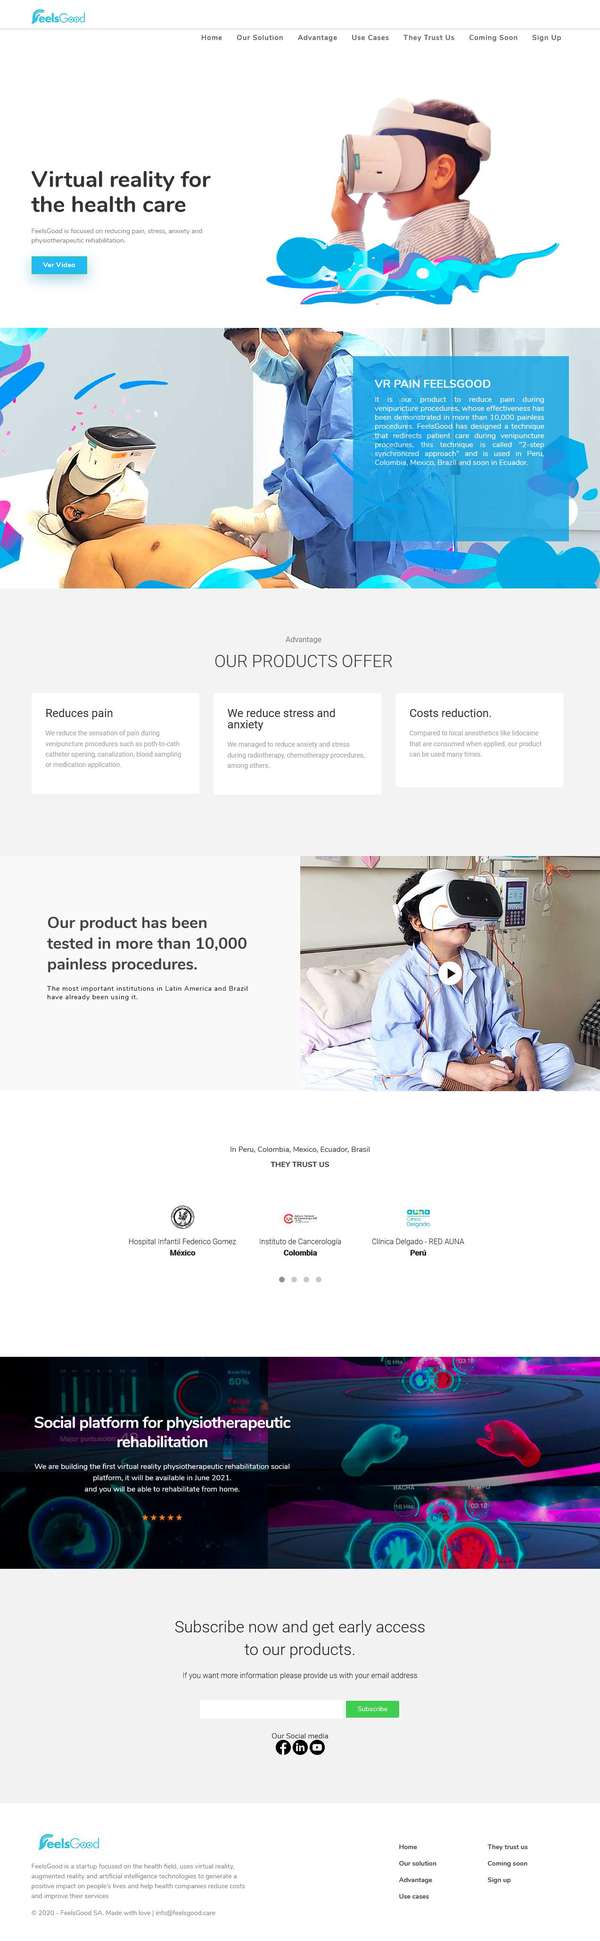 FeelsGood
Home Our Solution Advantage Use Cases They Trust Us Coming Soon Sign Up
Virtual reality for
the health care
FeelsGood is focused on reducing pain, stress, anxiety and
physiotherapeutic rehabilitation.
Ver Video
VR PAIN FEELSGOOD
It is our product to reduce pain during
venipuncture procedures, whose effectiveness has
been demonstrated in more than 10,000 painless
procedures. FeelsGood has designed a technique
that redirects patient care during venipuncture
procedures, this technique is called "2-step
synchronized approach" and is used in Peru,
Colombia, Mexico, Brazil and soon in Ecuador.
Advantage
OUR PRODUCTS OFFER
Reduces pain
We reduce the sensation of pain during
venipuncture procedures such as poth-to-cath
catheter opening, canalization, blood sampling
or medication application.
We reduce stress and
anxiety
We managed to reduce anxiety and stress
during radiotherapy, chemotherapy procedures,
among others.
Costs reduction.
Compared to local anesthetics like lidocaine
that are consumed when applied, our product
can be used many times.
Our product has been
tested in more than 10,000
painless procedures.
The most important institutions in Latin America and Brazil
have already been using it.
In Peru, Colombia, Mexico, Ecuador, Brasil
THEY TRUST US
Hospital Infantil Federico Gomez
México
Instituto de Cancerología
Colombia
auna
Clínica
Delgado
Clínica Delgado - RED AUNA
Perú
60%
03:18
Social platform for physiotherapeutic
rehabilitation
We are building the first virtual reality physiotherapeutic rehabilitation social
platform, it will be available in June 2021.
and you will be able to rehabilitate from home.
RACHA
03:18
Subscribe now and get early access
to our products.
If you want more information please provide us with your email address
Subscribe
Our Social media
FeelsGood
FeelsGood is a startup focused on the health field, uses virtual reality,
augmented reality and artificial intelligence technologies to generate a
positive impact on people's lives and help health companies reduce costs
and improve their services
© 2020 - FeelsGood SA. Made with love | info@feelsgood.care
Home
Our solution
Advantage
Use cases
They trust us
Coming soon
Sign up